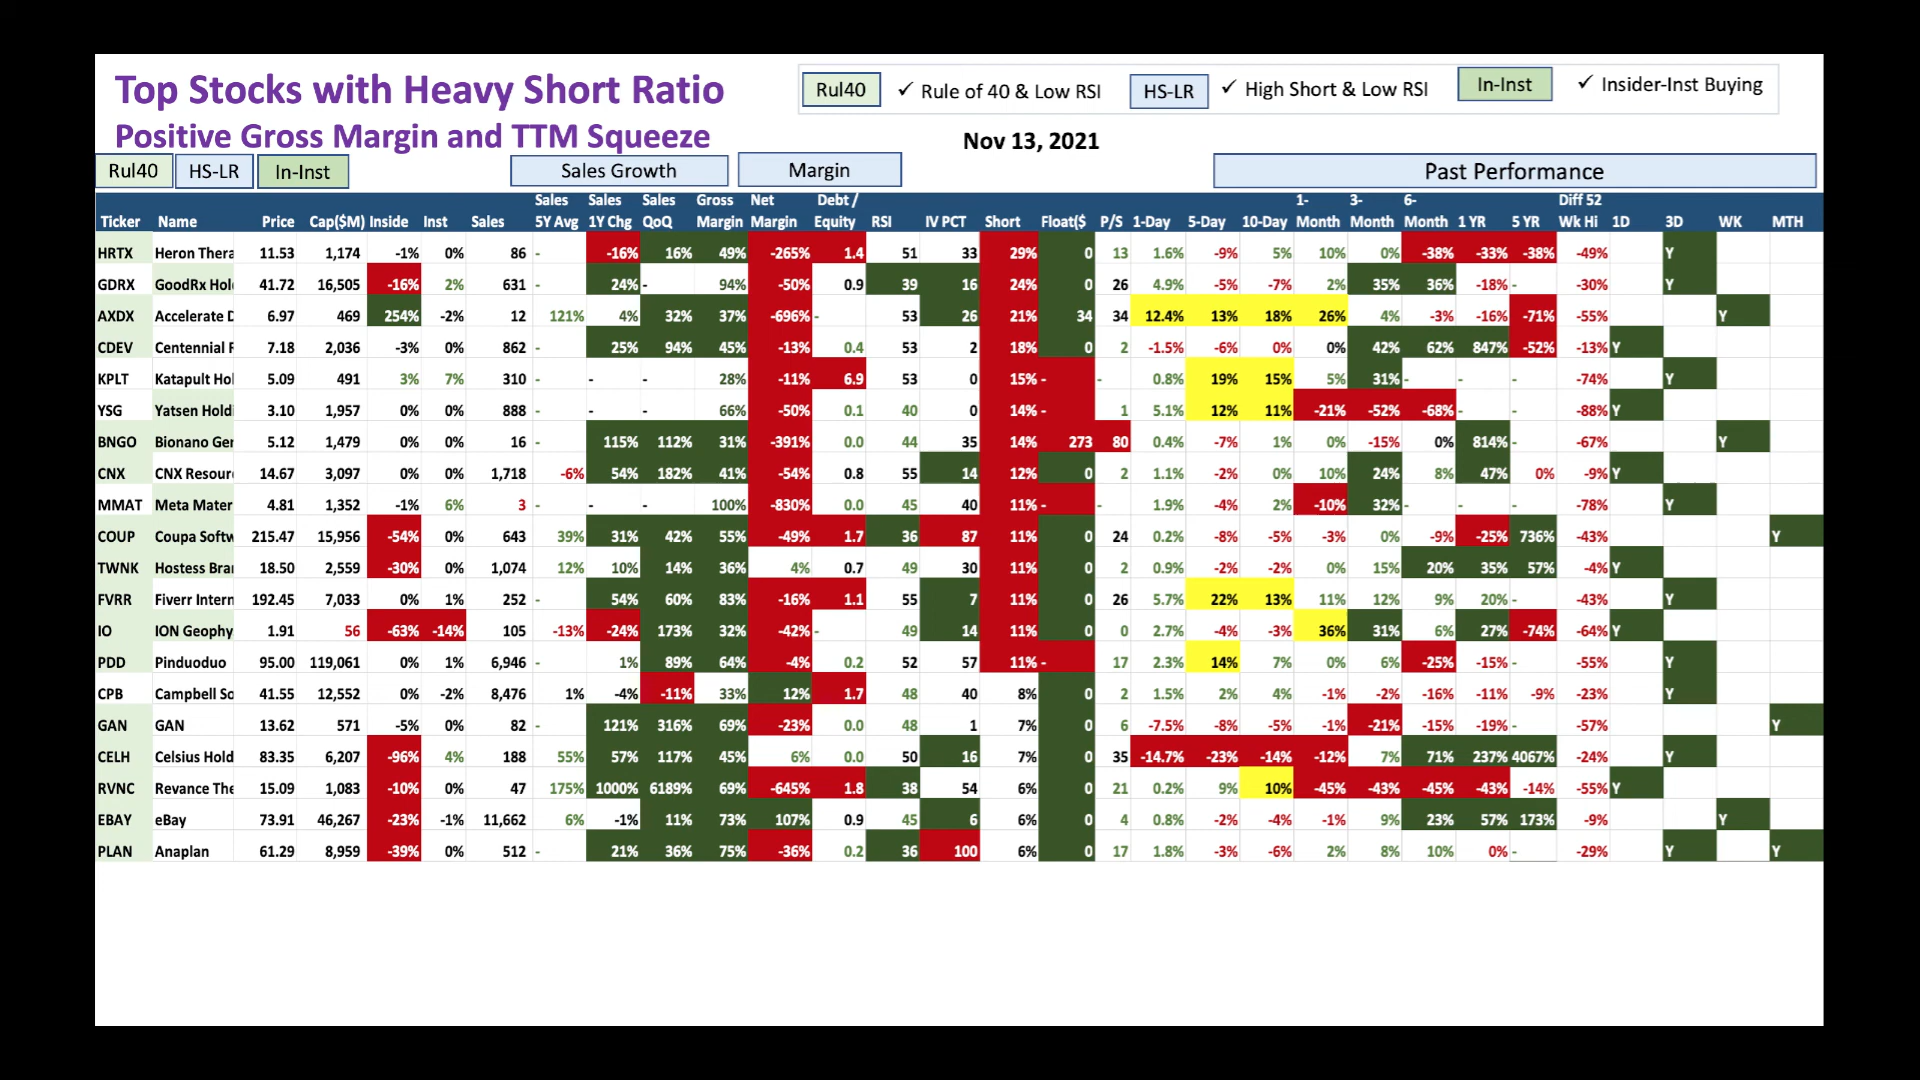 Top Stocks with Heavy Short Ratio
Positive Gross Margin and TTM Squeeze
Rul40 ✓ Rule of 40 & Low RSI HS-LR ✓ High Short & Low RSI In-Inst ✓ Insider-Inst Buying
Nov 13, 2021
Rul40 HS-LR In-Inst Sales Growth Margin Past Performance
Sales Sales Sales Gross Net Debt / 1- 3- 6- Diff 52
Ticker Name Price Cap($M) Inside Inst Sales 5Y Avg 1Y Chg QoQ Margin Margin Equity RSI IV PCT Short Float($ P/S 1-Day 5-Day 10-Day Month Month Month 1 YR 5 YR Wk Hi 1D 3D WK MTH
HRTX Heron Thera 11.53 1,174 -1% 0% 86 - -16% 16% 49% -265% 1.4 51 33 29% 0 13 1.6% -9% 5% 10% 0% -38% -33% -38% -49% Y
GDRX GoodRx Hol 41.72 16,505 -16% 2% 631 - 24% - 94% -50% 0.9 39 16 24% 0 26 4.9% -5% -7% 2% 35% 36% -18% - -30% Y
AXDX Accelerate D 6.97 469 254% -2% 12 121% 4% 32% 37% -696% - 53 26 21% 34 34 12.4% 13% 18% 26% 4% -3% -16% -71% -55% Y
CDEV Centennial R 7.18 2,036 -3% 0% 862 - 25% 94% 45% -13% 0.4 53 2 18% 0 2 -1.5% -6% 0% 0% 42% 62% 847% -52% -13% Y
KPLT Katapult Hol 5.09 491 3% 7% 310 - - - 28% -11% 6.9 53 0 15% - - 0.8% 19% 15% 5% 31% - - - -74% Y
YSG Yatsen Holdi 3.10 1,957 0% 0% 888 - - - 66% -50% 0.1 40 0 14% - 1 5.1% 12% 11% -21% -52% -68% - - -88% Y
BNGO Bionano Ger 5.12 1,479 0% 0% 16 - 115% 112% 31% -391% 0.0 44 35 14% 273 80 0.4% -7% 1% 0% -15% 0% 814% - -67% Y
CNX CNX Resour 14.67 3,097 0% 0% 1,718 -6% 54% 182% 41% -54% 0.8 55 14 12% 0 2 1.1% -2% 0% 10% 24% 8% 47% 0% -9% Y
MMAT Meta Mater 4.81 1,352 -1% 6% 3 - - - 100% -830% 0.0 45 40 11% - - 1.9% -4% 2% -10% 32% - - - -78% Y
COUP Coupa Softw 215.47 15,956 -54% 0% 643 39% 31% 42% 55% -49% 1.7 36 87 11% 0 24 0.2% -8% -5% -3% 0% -9% -25% 736% -43% Y
TWNK Hostess Brar 18.50 2,559 -30% 0% 1,074 12% 10% 14% 36% 4% 0.7 49 30 11% 0 2 0.9% -2% -2% 0% 15% 20% 35% 57% -4% Y
FVRR Fiverr Intern 192.45 7,033 0% 1% 252 - 54% 60% 83% -16% 1.1 55 7 11% 0 26 5.7% 22% 13% 11% 12% 9% 20% - -43% Y
IO ION Geophy 1.91 56 -63% -14% 105 -13% -24% 173% 32% -42% - 49 14 11% 0 0 2.7% -4% -3% 36% 31% 6% 27% -74% -64% Y
PDD Pinduoduo 95.00 119,061 0% 1% 6,946 - 1% 89% 64% -4% 0.2 52 57 11% - 17 2.3% 14% 7% 0% 6% -25% -15% - -55% Y
CPB Campbell So 41.55 12,552 0% -2% 8,476 1% -4% -11% 33% 12% 1.7 48 40 8% 0 2 1.5% 2% 4% -1% -2% -16% -11% -9% -23% Y
GAN GAN 13.62 571 -5% 0% 82 - 121% 316% 69% -23% 0.0 48 1 7% 0 6 -7.5% -8% -5% -1% -21% -15% -19% - -57% Y
CELH Celsius Hold 83.35 6,207 -96% 4% 188 55% 57% 117% 45% 6% 0.0 50 16 7% 0 35 -14.7% -23% -14% -12% 7% 71% 237% 4067% -24% Y
RVNC Revance The 15.09 1,083 -10% 0% 47 175% 1000% 6189% 69% -645% 1.8 38 54 6% 0 21 0.2% 9% 10% -45% -43% -45% -43% -14% -55% Y
EBAY eBay 73.91 46,267 -23% -1% 11,662 6% -1% 11% 73% 107% 0.9 45 6 6% 0 4 0.8% -2% -4% -1% 9% 23% 57% 173% -9% Y
PLAN Anaplan 61.29 8,959 -39% 0% 512 - 21% 36% 75% -36% 0.2 36 100 6% 0 17 1.8% -3% -6% 2% 8% 10% 0% - -29% Y Y